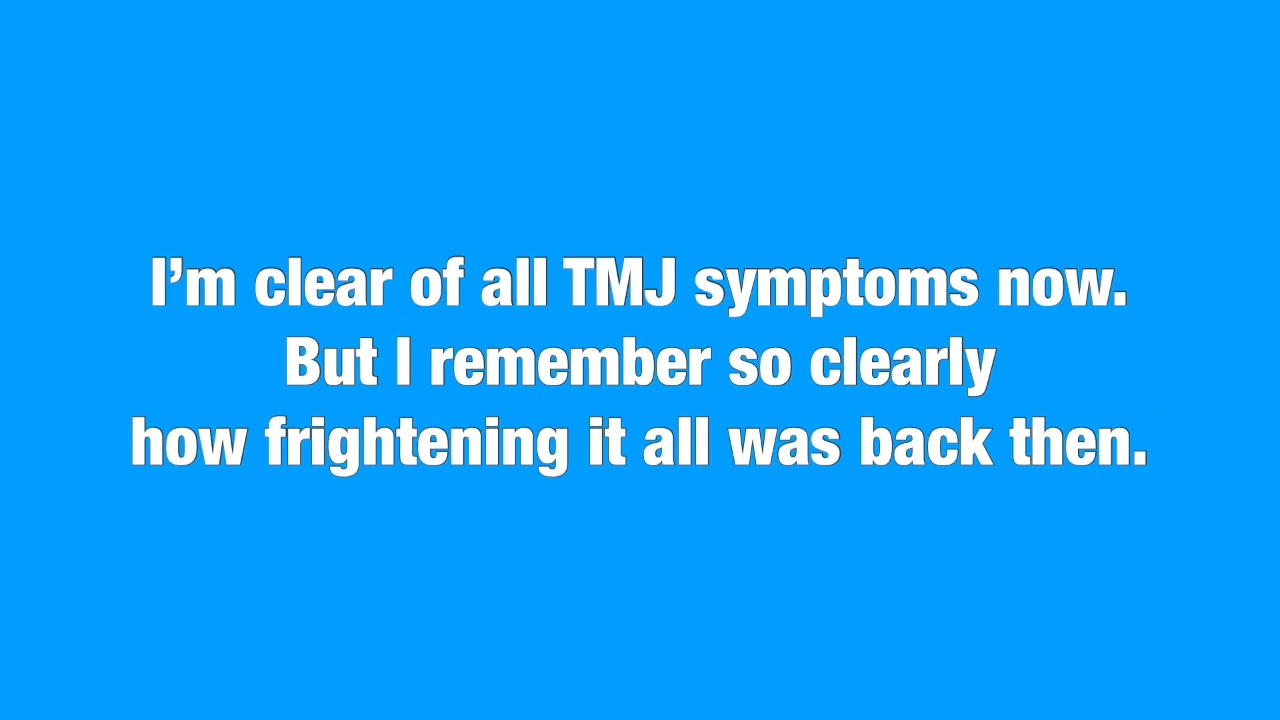 I’m clear of all TMJ symptoms now.
But I remember so clearly
how frightening it all was back then.